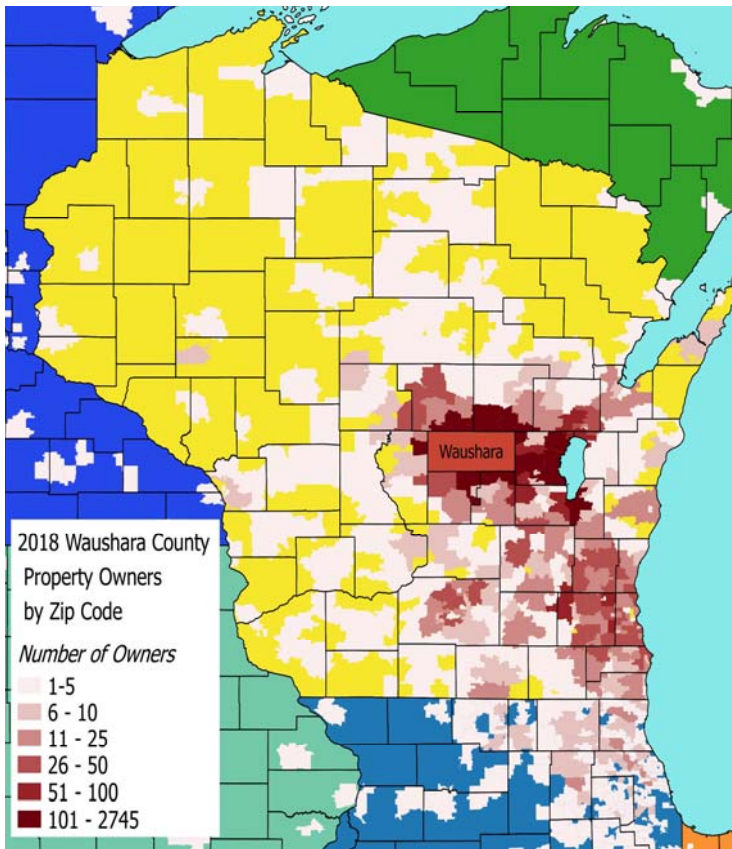 Waushara
2018 Waushara County
Property Owners
by Zip Code
Number of Owners
1-5
6 - 10
11 - 25
26 - 50
51 - 100
101 - 2745